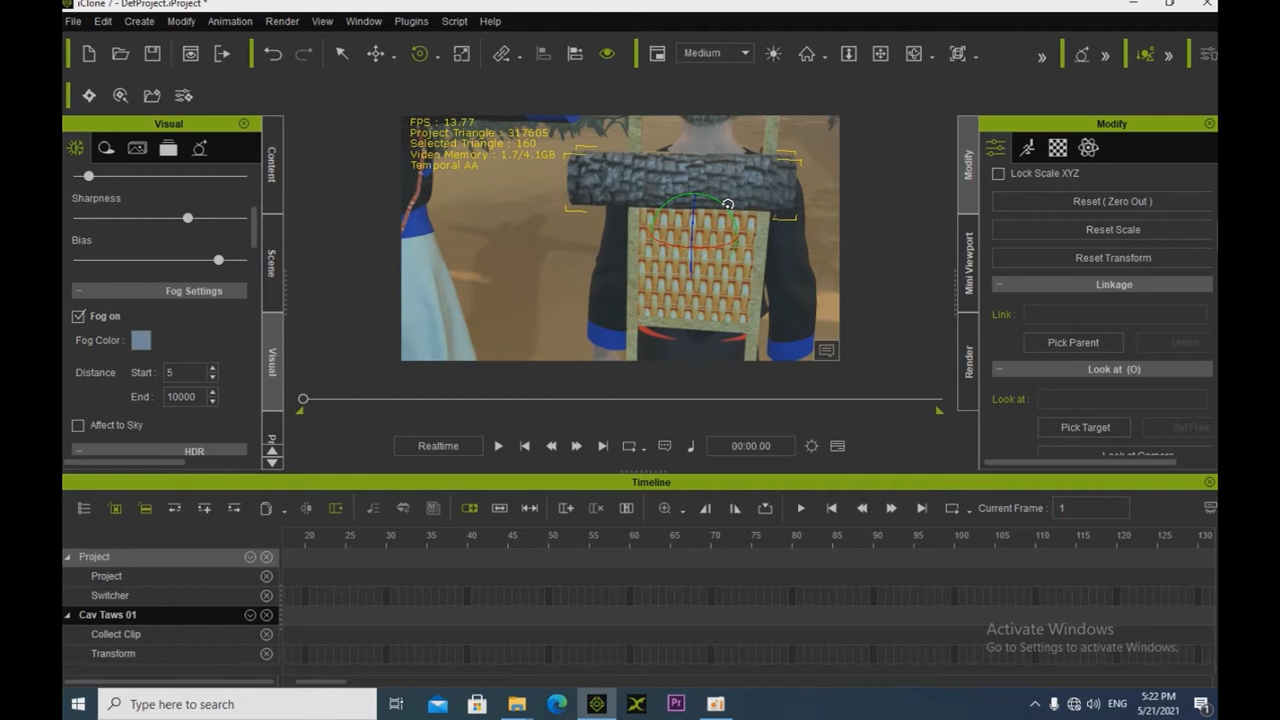 iClone 7 - DefProject.iProject *
File Edit Create Modify Animation Render View Window Plugins Script Help
Medium
Visual
Content
Scene
Visual
Sharpness
Bias
Fog Settings
Fog on
Fog Color :
Distance Start : 5
End : 10000
Affect to Sky
HDR
FPS : 13.77
Project Triangle : 317605
Selected Triangle : 160
Video Memory : 1.7/4.1GB
Temporal AA
Modify
Modify
Mini Viewport
Render
Lock Scale XYZ
Reset ( Zero Out )
Reset Scale
Reset Transform
Linkage
Link :
Pick Parent
Look at (O)
Look at :
Pick Target Set Free
Look at Camera
Realtime
00:00.00
Timeline
Current Frame : 1
20 25 30 35 40 45 50 55 60 65 70 75 80 85 90 95 100 105 110 115 120 125 130
Project
Project
Switcher
Cav Taws 01
Collect Clip
Transform
Activate Windows
Go to Settings to activate Windows.
Type here to search
Pr
ENG
5:22 PM
5/21/2021
1